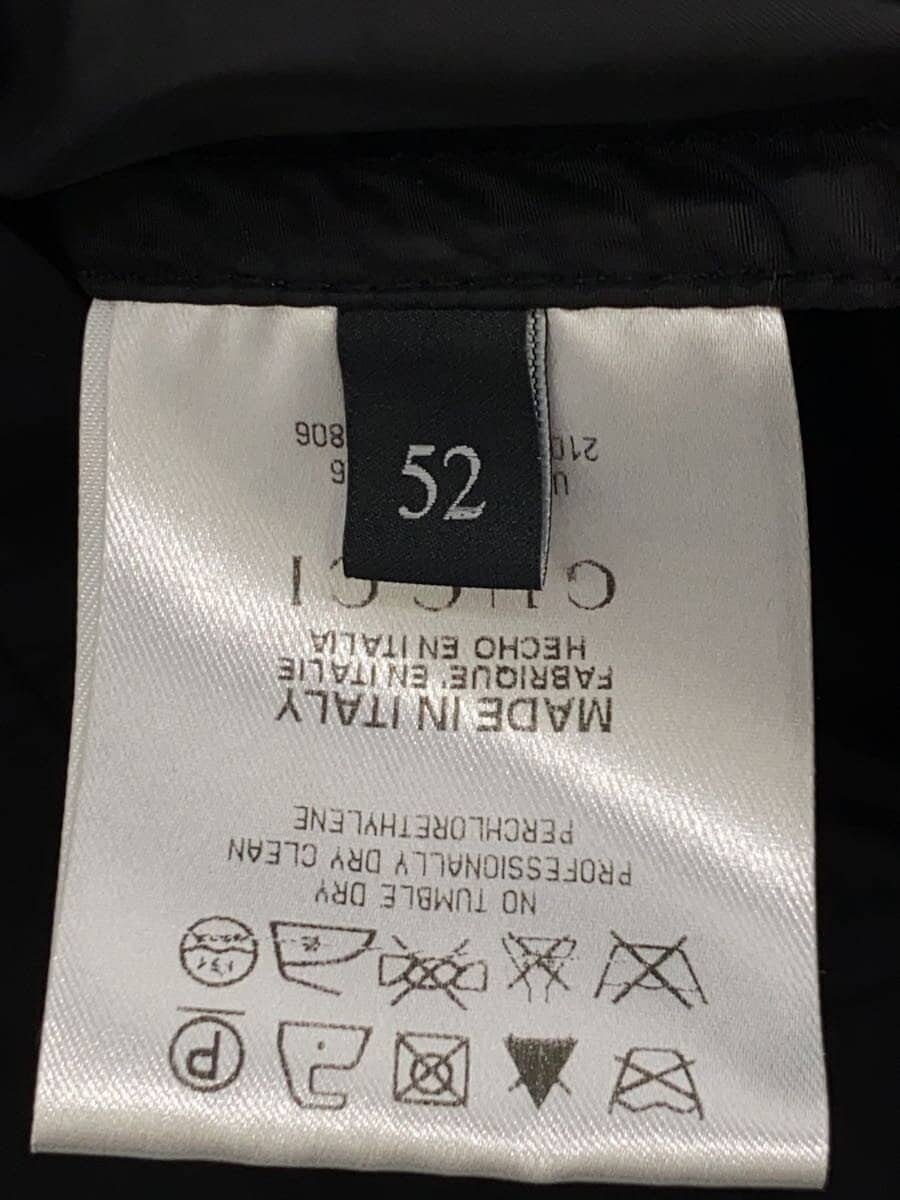 52
P
NO TUMBLE DRY
PROFESSIONALLY DRY CLEAN
PERCHLORETHYLENE
MADE IN ITALY
FABRIQUE' EN ITALIE
HECHO EN ITALIA
GUCCI